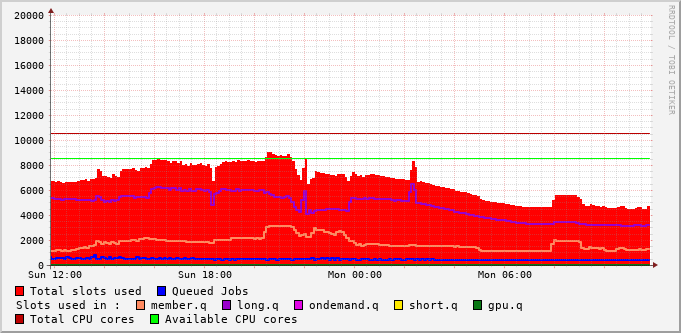 RRDTOOL / TOBI OETIKER
20000
18000
16000
14000
12000
10000
8000
6000
4000
2000
0
Sun 12:00 Sun 18:00 Mon 00:00 Mon 06:00
Total slots used Queued Jobs
Slots used in : member.q long.q ondemand.q short.q gpu.q
Total CPU cores Available CPU cores